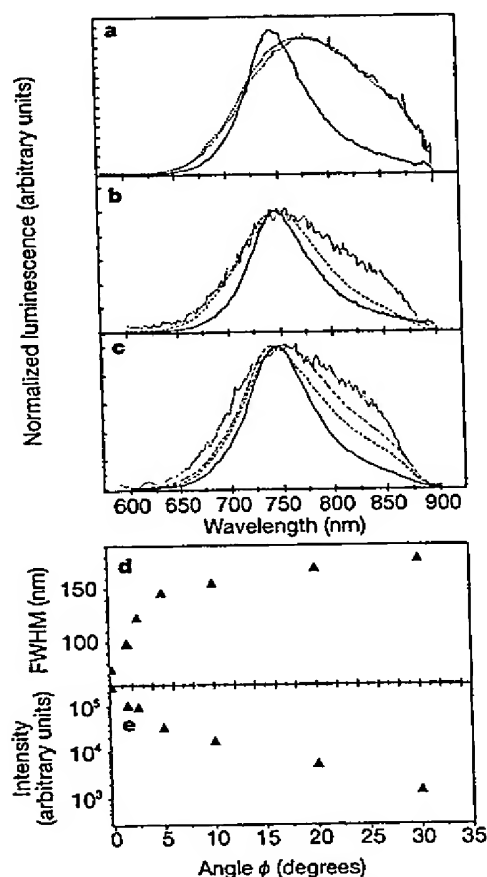 a
b
c
Normalized luminescence (arbitrary units)
600 650 700 750 800 850 900
Wavelength (nm)
d
150
100
FWHM (nm)
e
10⁵
10⁴
10³
Intensity
(arbitrary units)
0 5 10 15 20 25 30 35
Angle ϕ (degrees)